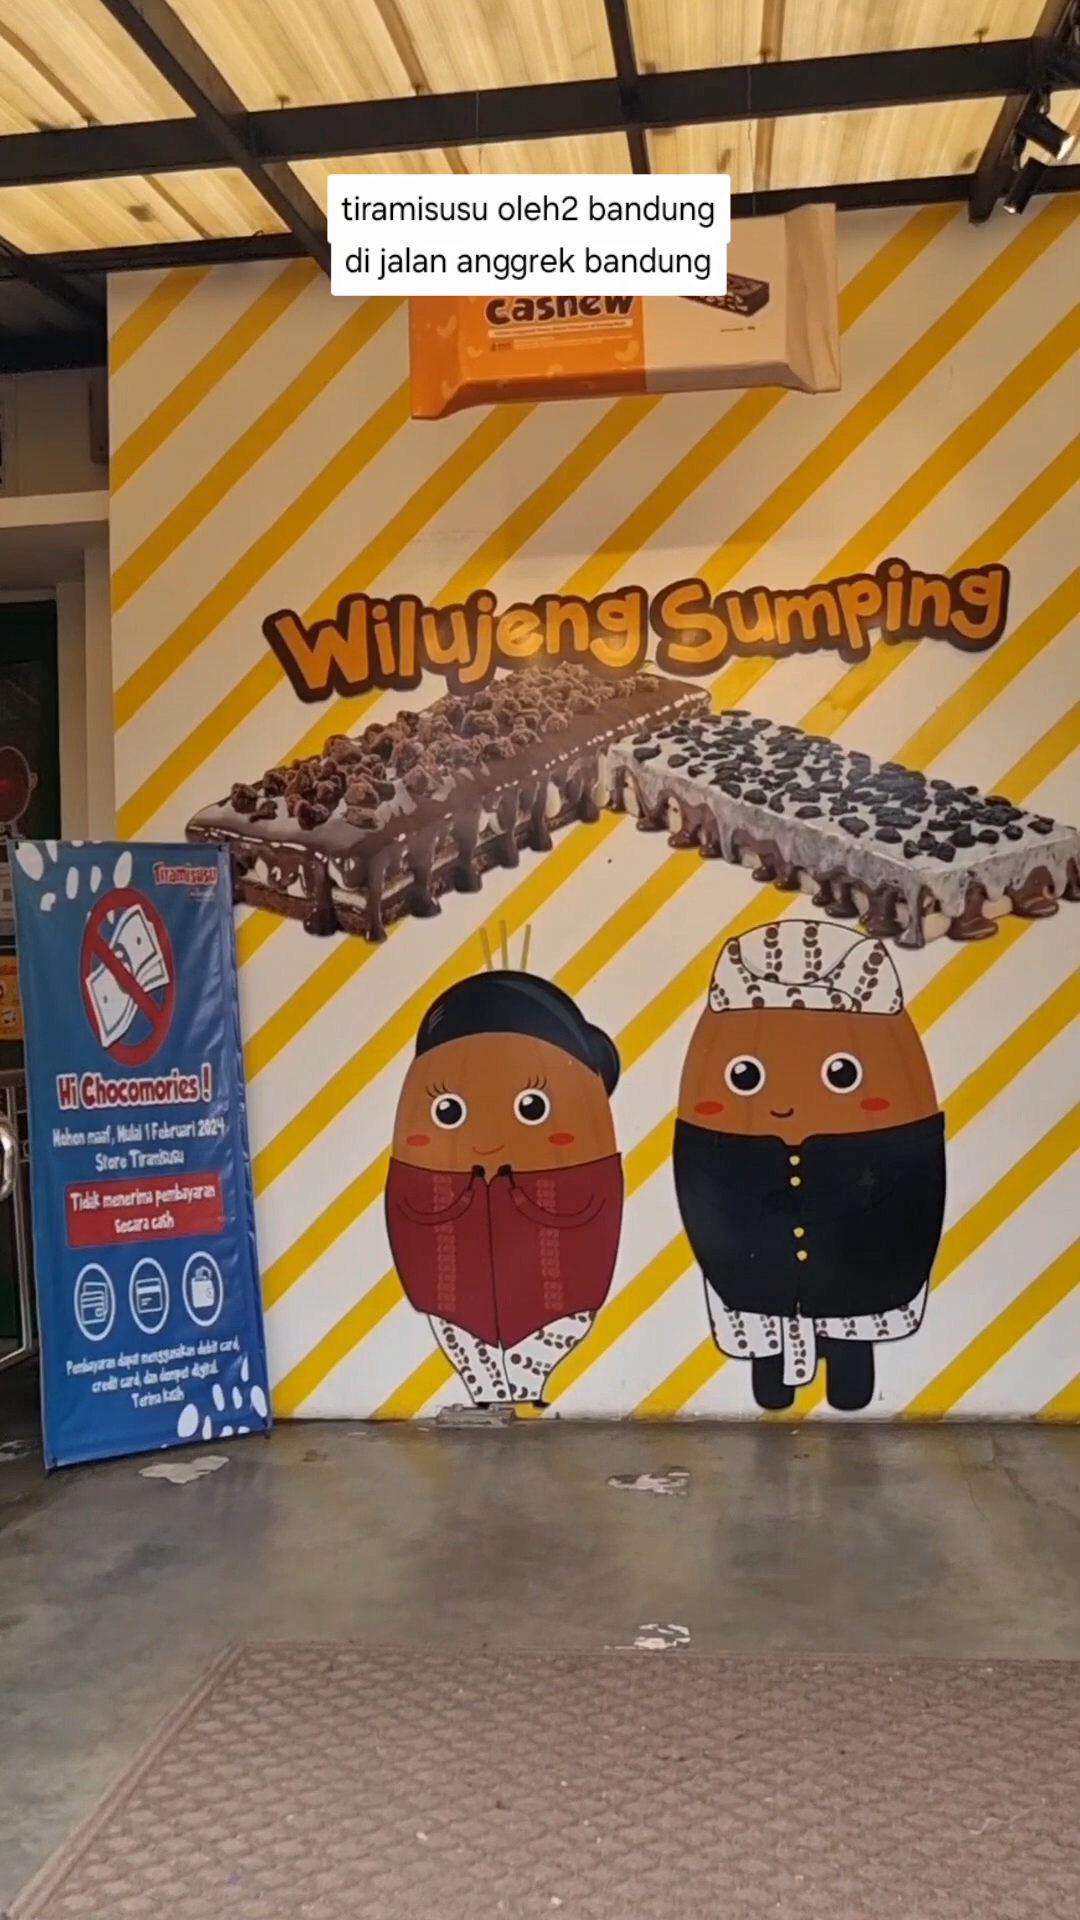 tiramisusu oleh2 bandung
di jalan anggrek bandung
cashew
Wilujeng Sumping
Tiramisusu
Hi Chocomories!
Mohon maaf, Mulai 1 Februari 2024
Store Tiramisusu
Tidak menerima pembayaran
secara cash
Pembayaran dapat menggunakan debit card,
credit card, dan dompet digital.
Terima kasih